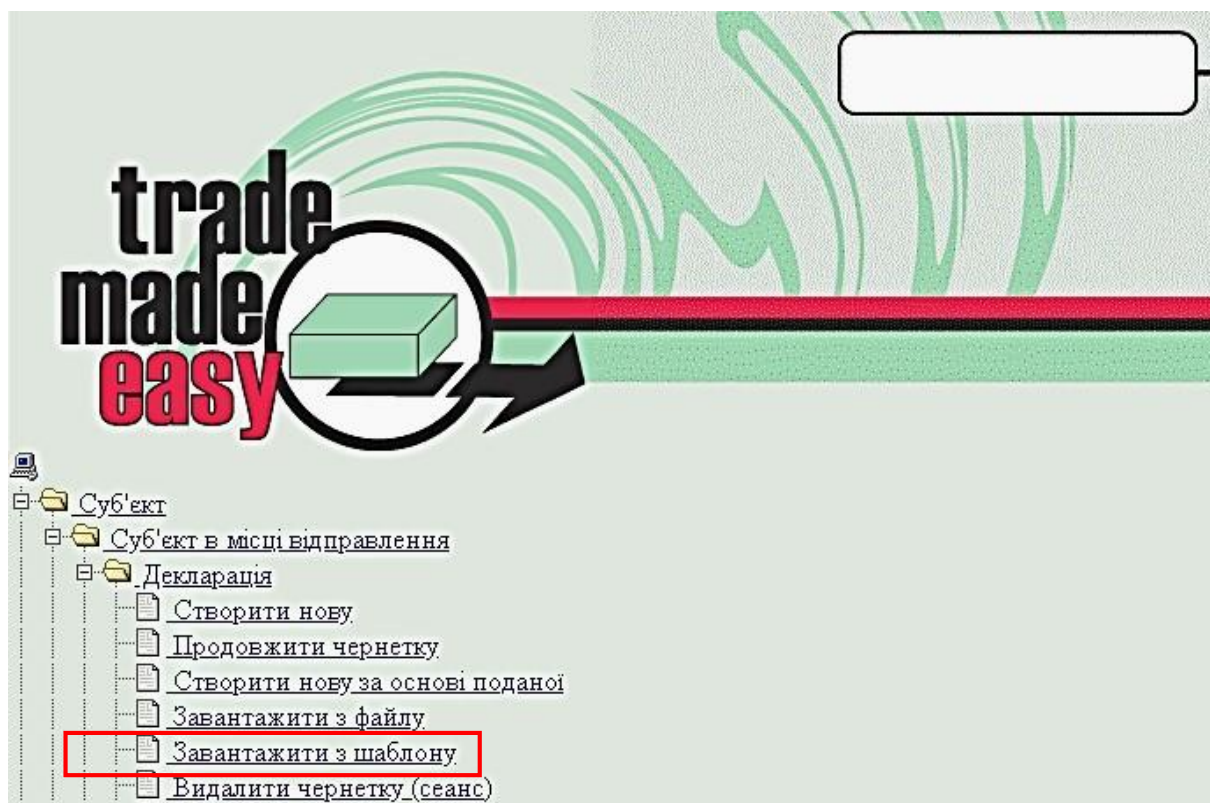 trade
made
easy
Суб'єкт
Суб'єкт в місці відправлення
Декларація
Створити нову
Продовжити чернетку
Створити нову за основі поданої
Завантажити з файлу
Завантажити з шаблону
Видалити чернетку (сеанс)